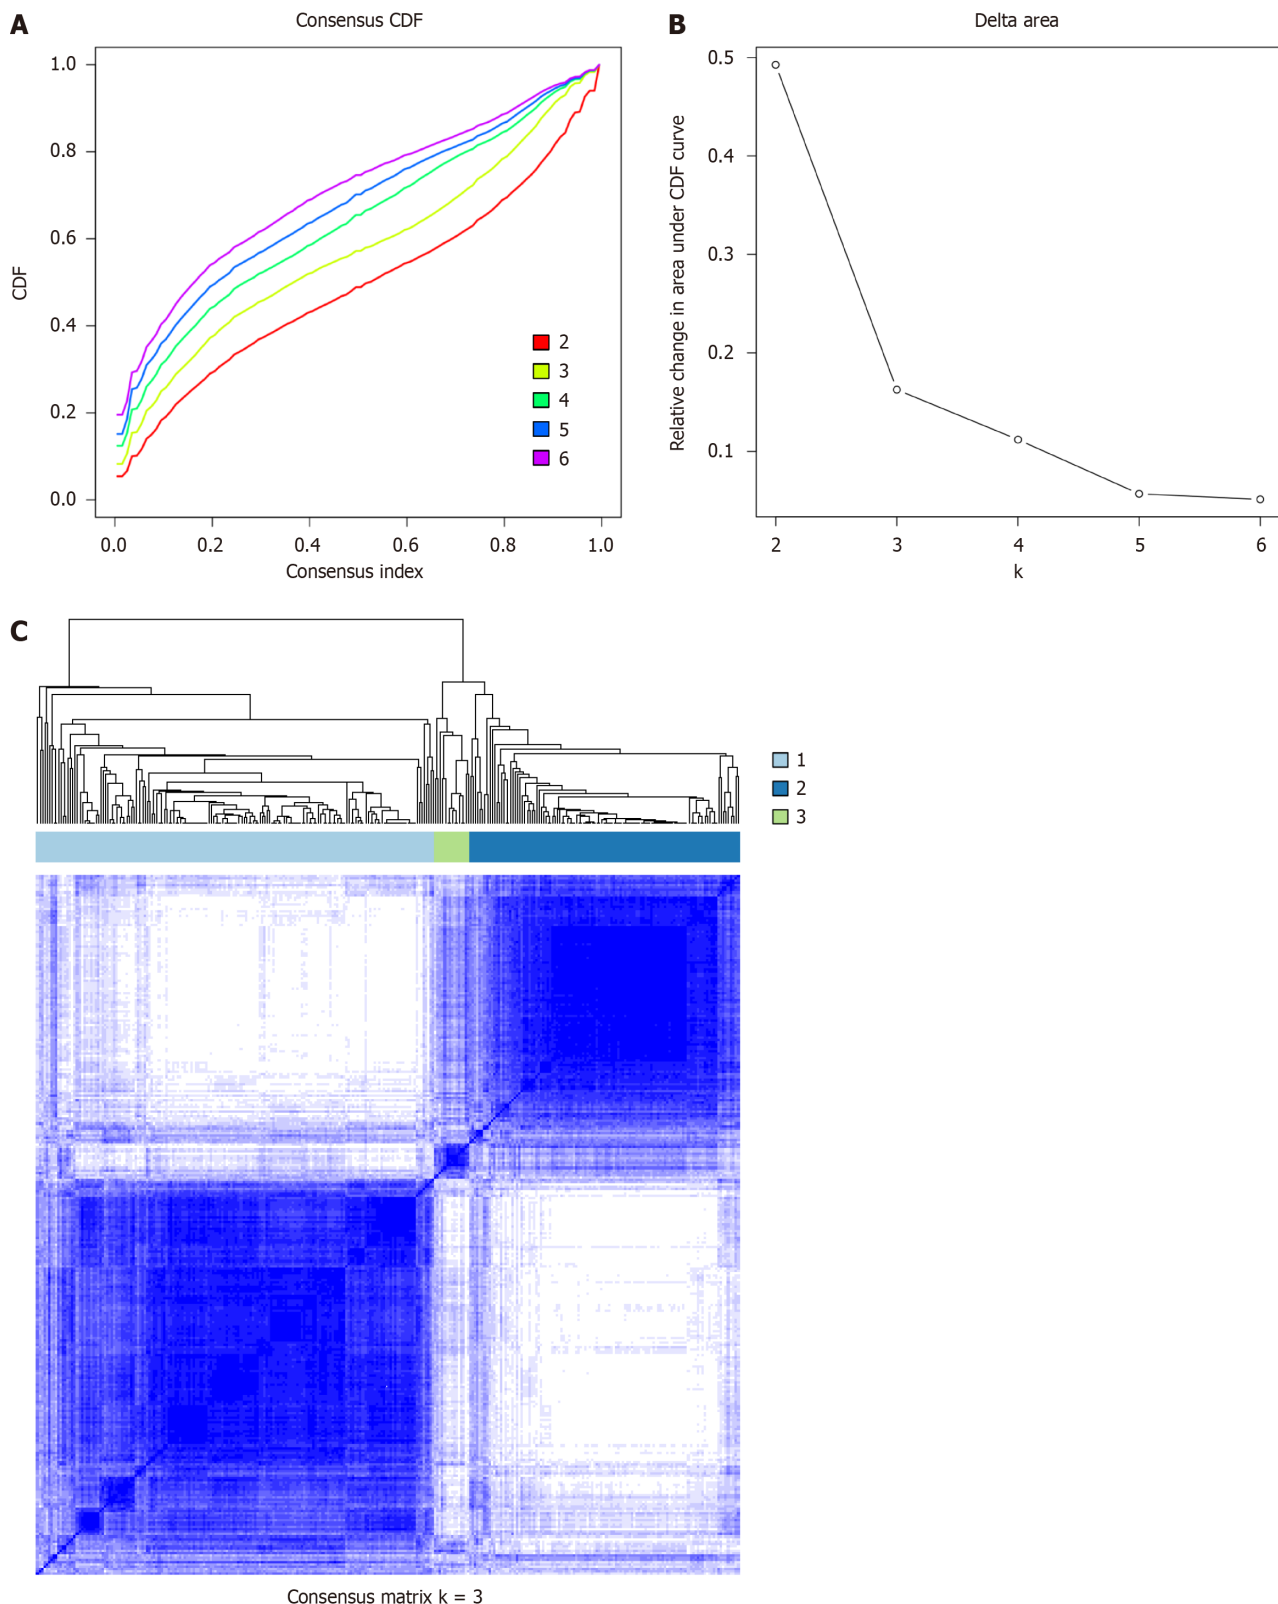 A
Consensus CDF
1.0
0.8
0.6
0.4
0.2
0.0
CDF
2
3
4
5
6
0.0 0.2 0.4 0.6 0.8 1.0
Consensus index
B
Delta area
0.5
0.4
0.3
0.2
0.1
Relative change in area under CDF curve
2 3 4 5 6
k
C
1
2
3
Consensus matrix k = 3